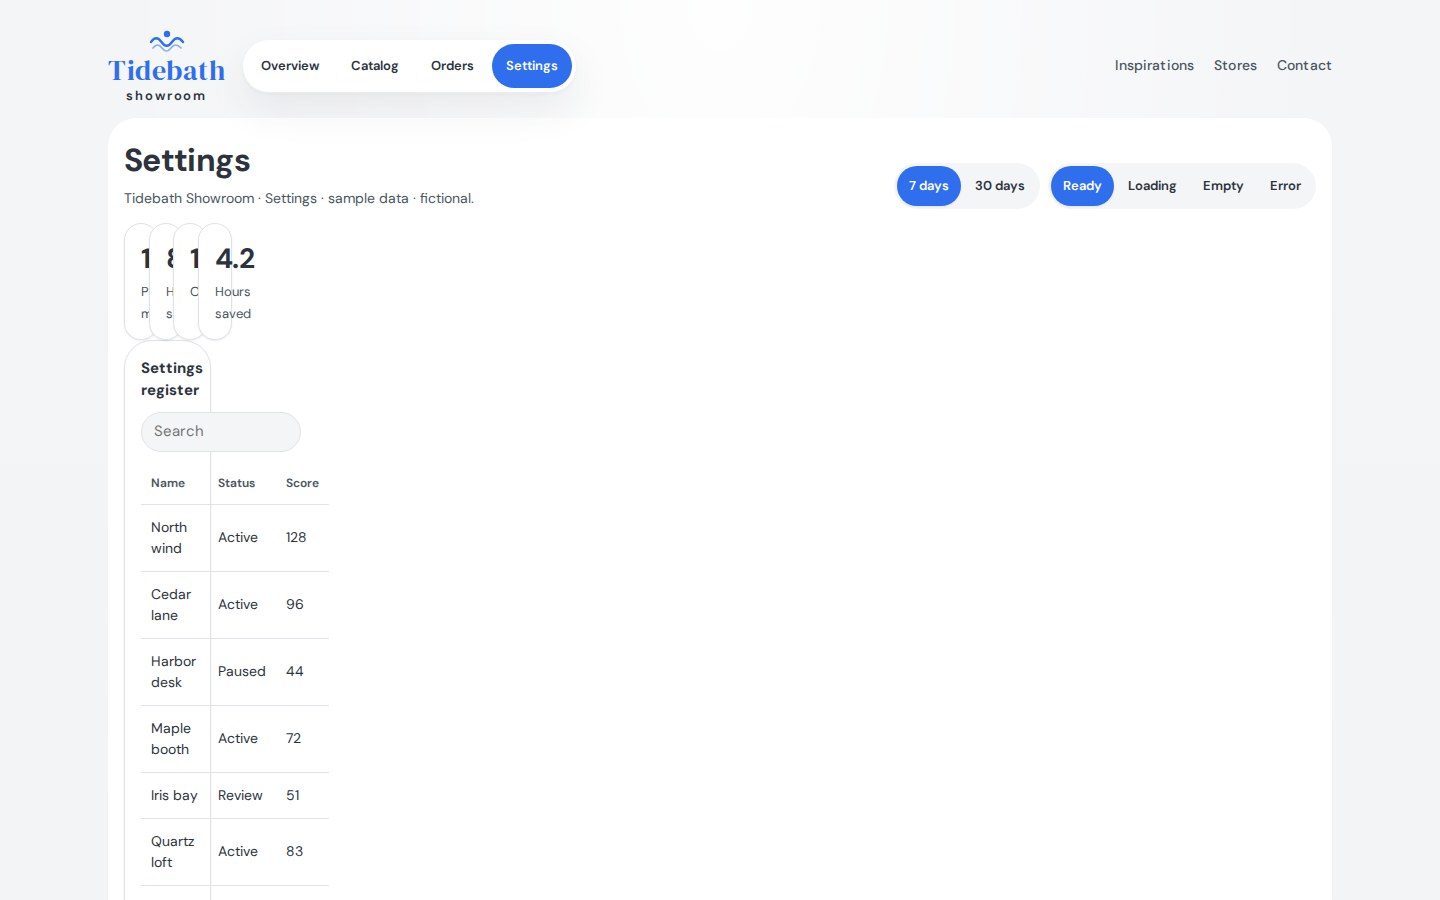 Tidebath
showroom
Overview
Catalog
Orders
Settings
Inspirations
Stores
Contact
Settings
Tidebath Showroom · Settings · sample data · fictional.
7 days
30 days
Ready
Loading
Empty
Error
4.2
Hours
saved
Settings
register
Search
Name Status Score
North
wind
Active 128
Cedar
lane
Active 96
Harbor
desk
Paused 44
Maple
booth
Active 72
Iris bay Review 51
Quartz
loft
Active 83